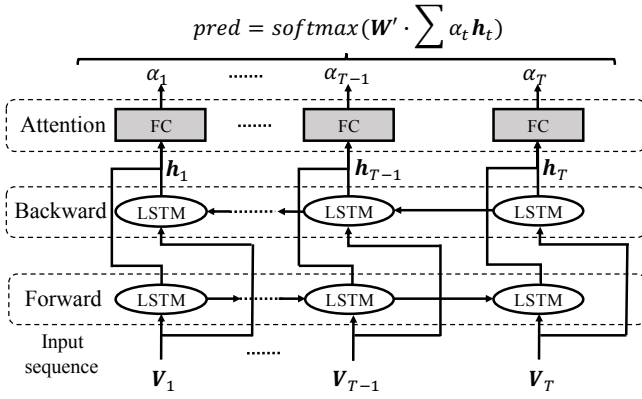 pred = softmax(W′ · ∑ α_t h_t)
α_1 ........ α_{T−1} α_T
Attention FC ..... FC FC
h_1 h_{T−1} h_T
Backward LSTM LSTM LSTM
Forward LSTM LSTM LSTM
Input
sequence ......
V_1 V_{T−1} V_T